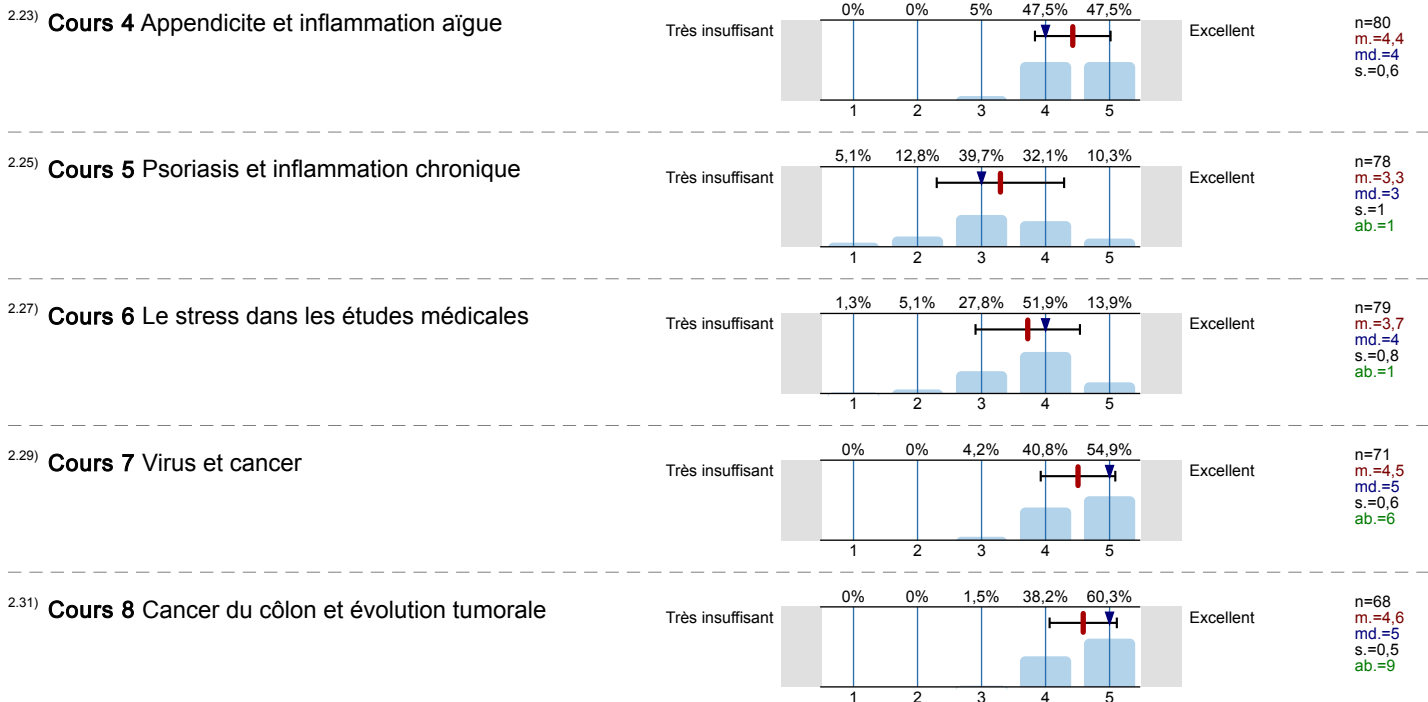 2.23) Cours 4 Appendicite et inflammation aïgue
Très insuffisant
0% 0% 5% 47,5% 47,5%
1 2 3 4 5
Excellent
n=80
m.=4,4
md.=4
s.=0,6
2.25) Cours 5 Psoriasis et inflammation chronique
Très insuffisant
5,1% 12,8% 39,7% 32,1% 10,3%
1 2 3 4 5
Excellent
n=78
m.=3,3
md.=3
s.=1
ab.=1
2.27) Cours 6 Le stress dans les études médicales
Très insuffisant
1,3% 5,1% 27,8% 51,9% 13,9%
1 2 3 4 5
Excellent
n=79
m.=3,7
md.=4
s.=0,8
ab.=1
2.29) Cours 7 Virus et cancer
Très insuffisant
0% 0% 4,2% 40,8% 54,9%
1 2 3 4 5
Excellent
n=71
m.=4,5
md.=5
s.=0,6
ab.=6
2.31) Cours 8 Cancer du côlon et évolution tumorale
Très insuffisant
0% 0% 1,5% 38,2% 60,3%
1 2 3 4 5
Excellent
n=68
m.=4,6
md.=5
s.=0,5
ab.=9